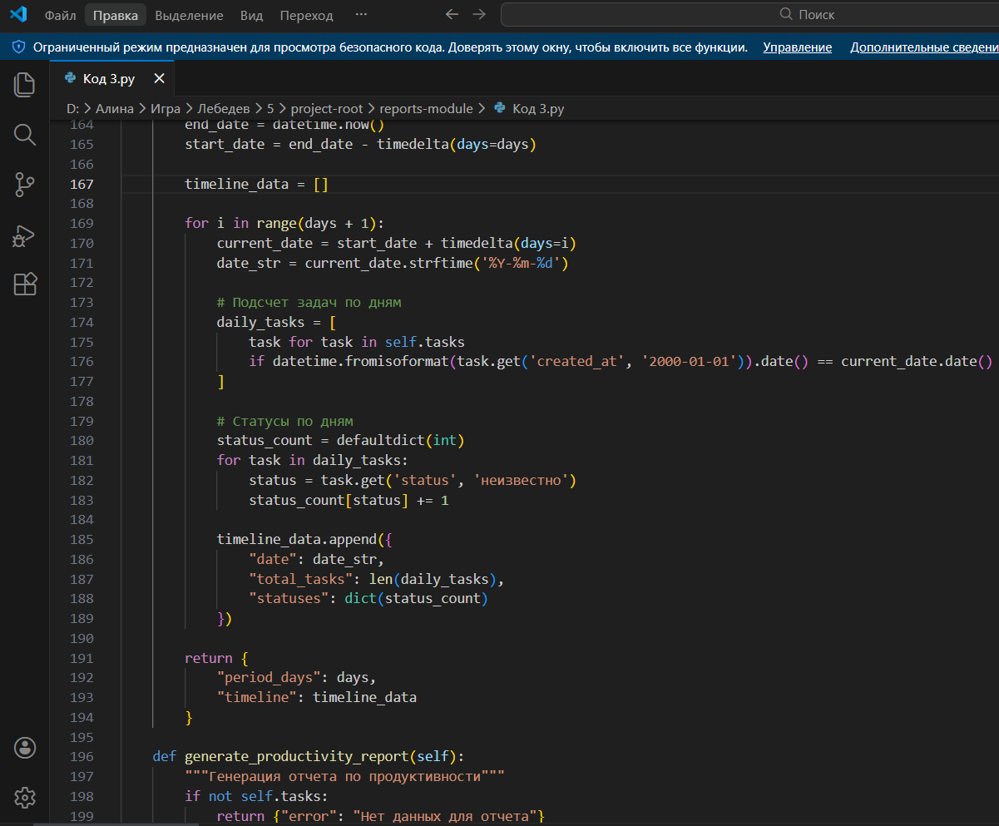 Файл Правка Выделение Вид Переход ... Поиск
Ограниченный режим предназначен для просмотра безопасного кода. Доверять этому окну, чтобы включить все функции. Управление Дополнительные сведени
Код 3.py
D: > Алина > Игра > Лебедев > 5 > project-root > reports-module > Код 3.py
164 end_date = datetime.now()
165 start_date = end_date - timedelta(days=days)
166
167 timeline_data = []
168
169 for i in range(days + 1):
170 current_date = start_date + timedelta(days=i)
171 date_str = current_date.strftime('%Y-%m-%d')
172
173 # Подсчет задач по дням
174 daily_tasks = [
175 task for task in self.tasks
176 if datetime.fromisoformat(task.get('created_at', '2000-01-01')).date() == current_date.date()
177 ]
178
179 # Статусы по дням
180 status_count = defaultdict(int)
181 for task in daily_tasks:
182 status = task.get('status', 'неизвестно')
183 status_count[status] += 1
184
185 timeline_data.append({
186 "date": date_str,
187 "total_tasks": len(daily_tasks),
188 "statuses": dict(status_count)
189 })
190
191 return {
192 "period_days": days,
193 "timeline": timeline_data
194 }
195
196 def generate_productivity_report(self):
197 """Генерация отчета по продуктивности"""
198 if not self.tasks:
199 return {"error": "Нет данных для отчета"}